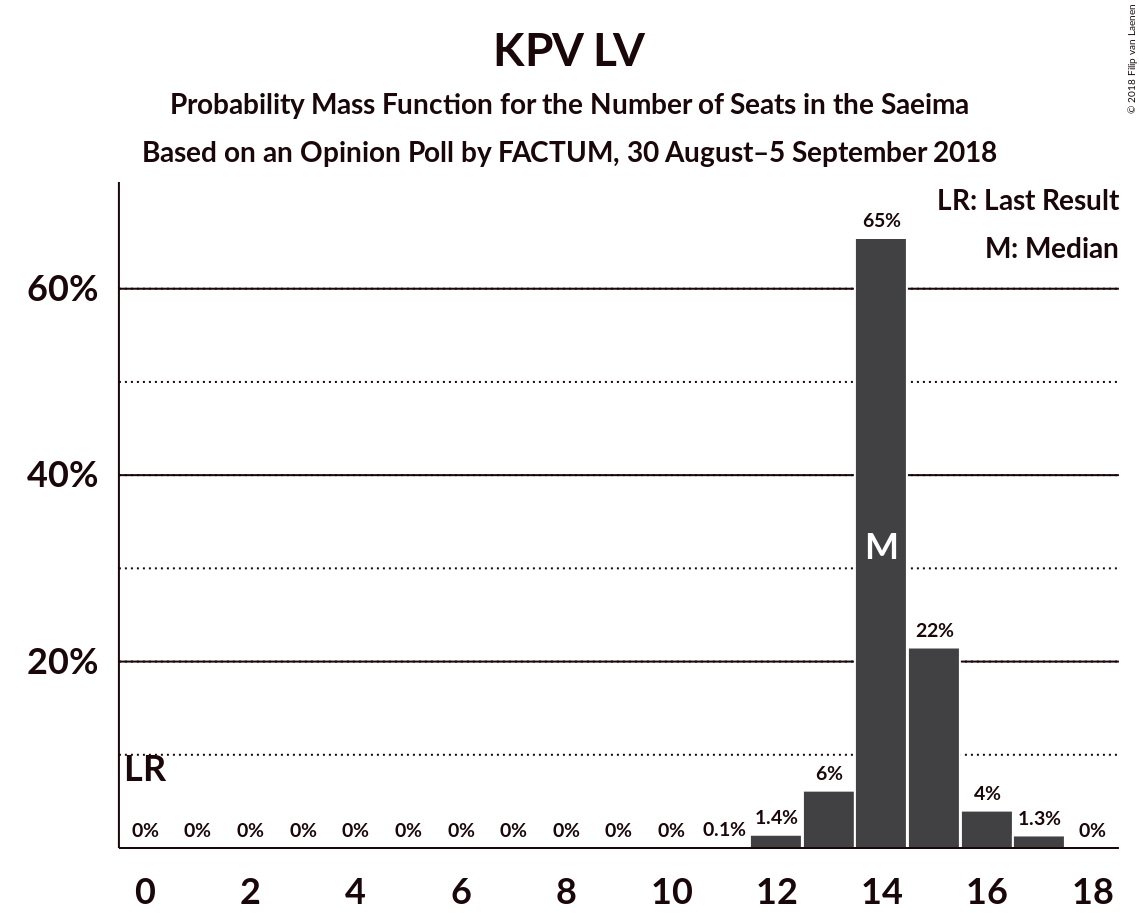 KPV LV
Probability Mass Function for the Number of Seats in the Saeima
Based on an Opinion Poll by FACTUM, 30 August–5 September 2018
© 2018 Filip van Laenen
LR: Last Result
M: Median
60%
40%
20%
LR
M
0% 0% 0% 0% 0% 0% 0% 0% 0% 0% 0% 0.1% 1.4% 6% 65% 22% 4% 1.3% 0%
0 2 4 6 8 10 12 14 16 18